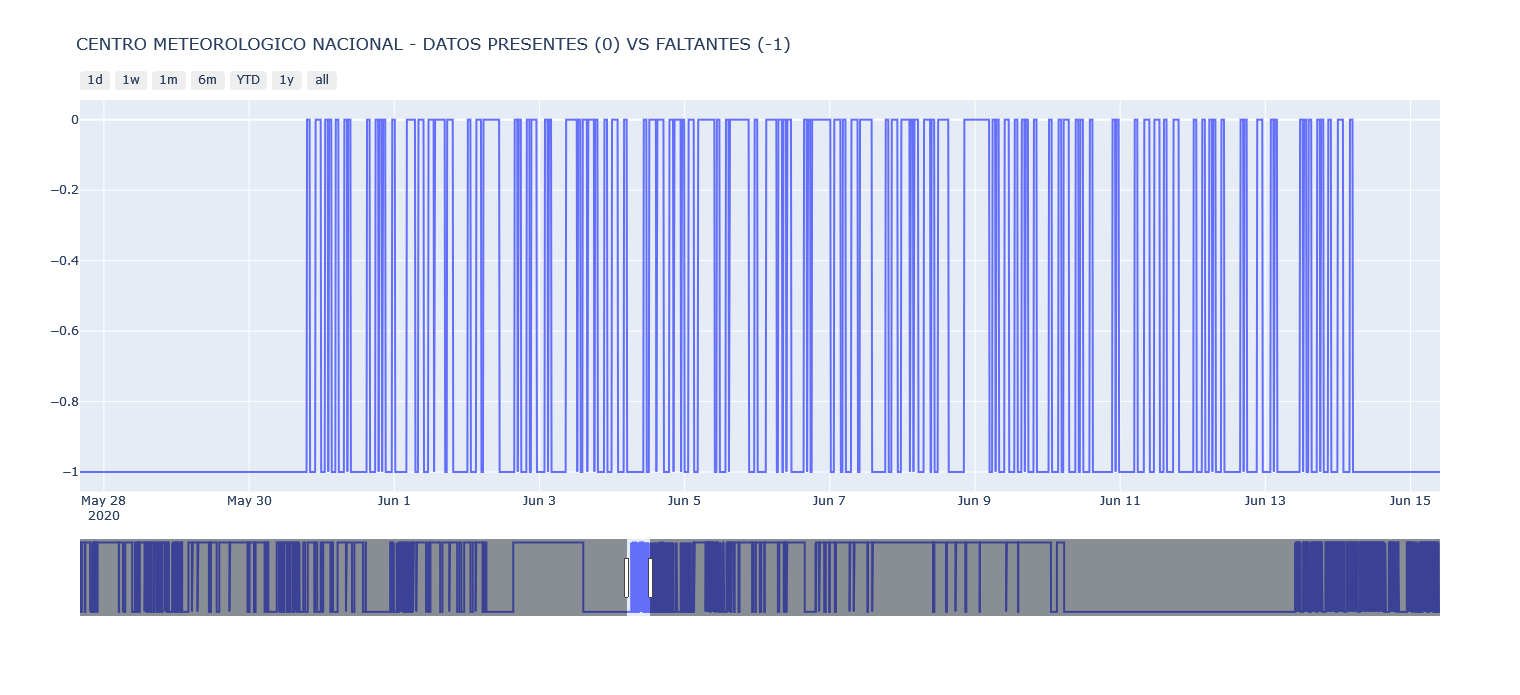 CENTRO METEOROLOGICO NACIONAL - DATOS PRESENTES (0) VS FALTANTES (-1)
1d 1w 1m 6m YTD 1y all
0
−0.2
−0.4
−0.6
−0.8
−1
May 28 May 30 Jun 1 Jun 3 Jun 5 Jun 7 Jun 9 Jun 11 Jun 13 Jun 15
2020